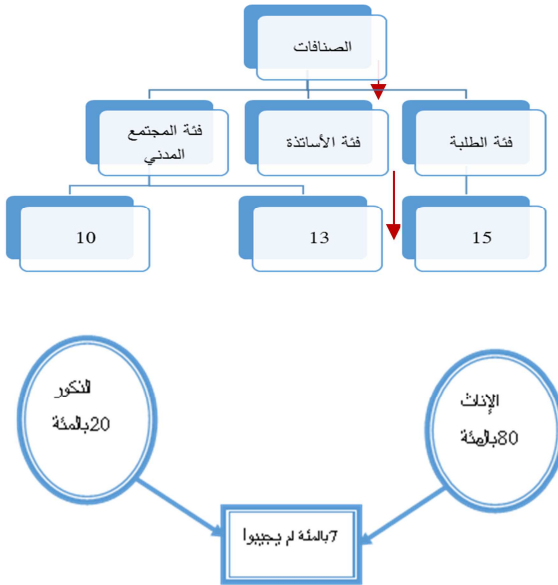 الصنافات
فئة الطلبة
فئة الأساتذة
فئة المجتمع
المدني
15
13
10
الذكور
20بالمئة
الإناث
80بالمئة
7بالمئة لم يجيبوا